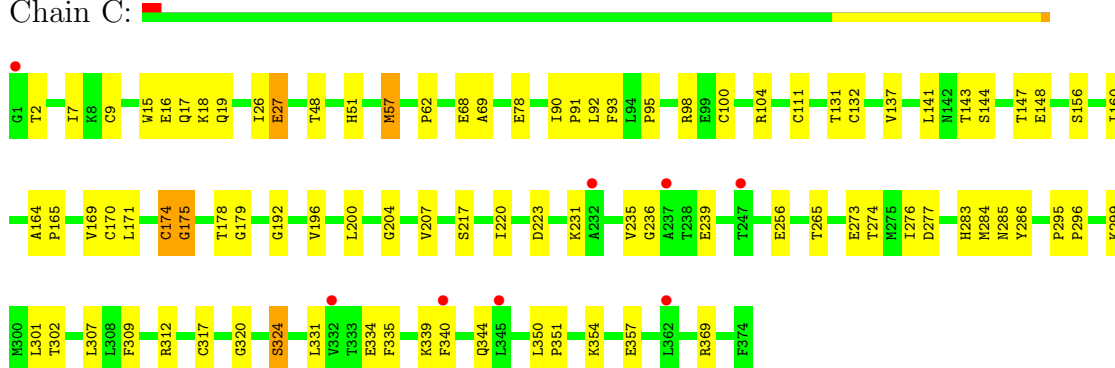 Chain C:
G1 T2 I7 K8 C9 W15 E16 Q17 K18 Q19 I26 E27 T48 H51 M57 P62 E68 A69 E78 I90 P91 L92 F93 L94 P95 R98 E99 C100 R104 C111 T131 C132 V137 L141 N142 T143 S144 T147 E148 S156 I160
A164 P165 V169 C170 L171 C174 G175 T178 G179 G192 V196 L200 G204 V207 S217 I220 D223 K231 A232 V235 G236 A237 T238 E239 T247 E256 T265 E273 T274 M275 I276 D277 H283 M284 N285 Y286 P295 P296 K299
M300 L301 T302 L307 L308 F309 R312 C317 G320 S324 L331 V332 T333 E334 F335 K339 F340 Q344 L345 L350 P351 K354 E357 L362 R369 F374